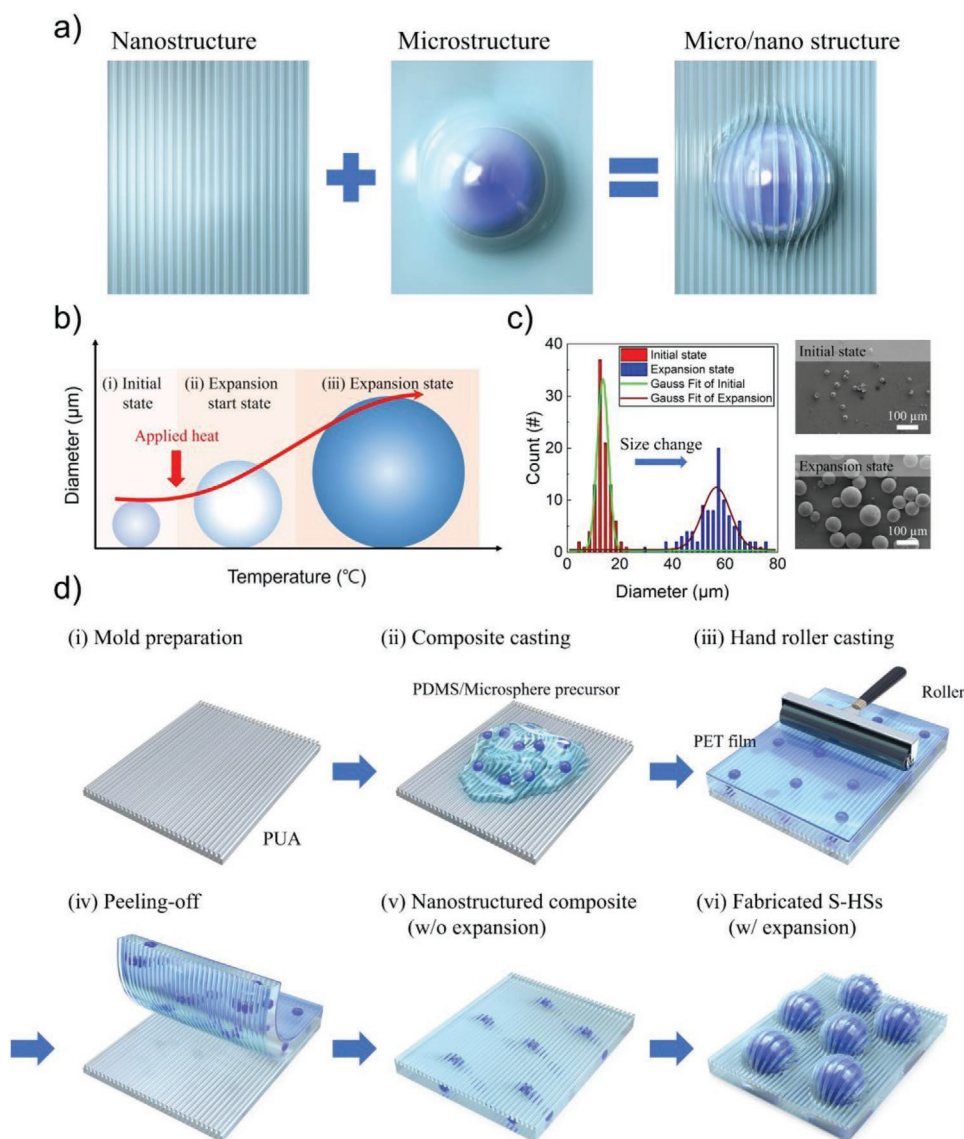 a)
Nanostructure
Microstructure
Micro/nano structure
b)
Diameter (μm)
(i) Initial
state
(ii) Expansion
start state
(iii) Expansion state
Applied heat
Temperature (℃)
c)
Count (#)
40
30
20
10
0
Initial state
Expansion state
Gauss Fit of Initial
Gauss Fit of Expansion
Size change
0 20 40 60 80
Diameter (μm)
Initial state
100 μm
Expansion state
100 μm
d)
(i) Mold preparation
PUA
(ii) Composite casting
PDMS/Microsphere precursor
(iii) Hand roller casting
Roller
PET film
(iv) Peeling-off
(v) Nanostructured composite
(w/o expansion)
(vi) Fabricated S-HSs
(w/ expansion)